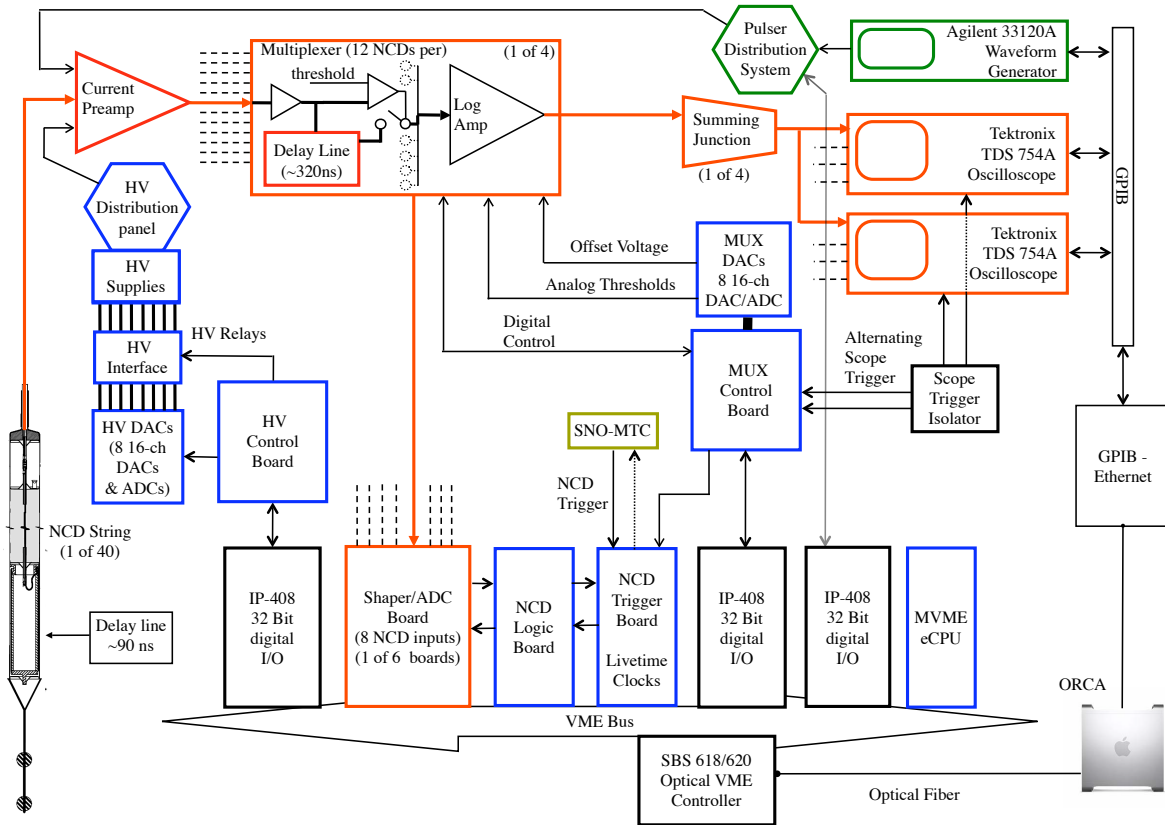 Current
Preamp
Multiplexer (12 NCDs per)
(1 of 4)
threshold
Delay Line
(~320ns)
Log
Amp
Pulser
Distribution
System
Agilent 33120A
Waveform
Generator
Summing
Junction
(1 of 4)
Tektronix
TDS 754A
Oscilloscope
Tektronix
TDS 754A
Oscilloscope
GPIB
HV
Distribution
panel
HV
Supplies
HV
Interface
HV Relays
HV DACs
(8 16-ch
DACs
& ADCs)
HV
Control
Board
Offset Voltage
Analog Thresholds
Digital
Control
MUX
DACs
8 16-ch
DAC/ADC
MUX
Control
Board
Alternating
Scope
Trigger
Scope
Trigger
Isolator
SNO-MTC
NCD
Trigger
GPIB -
Ethernet
NCD String
(1 of 40)
Delay line
~90 ns
IP-408
32 Bit
digital
I/O
Shaper/ADC
Board
(8 NCD inputs)
(1 of 6 boards)
NCD
Logic
Board
NCD
Trigger
Board
Livetime
Clocks
IP-408
32 Bit
digital
I/O
IP-408
32 Bit
digital
I/O
MVME
eCPU
ORCA
VME Bus
SBS 618/620
Optical VME
Controller
Optical Fiber